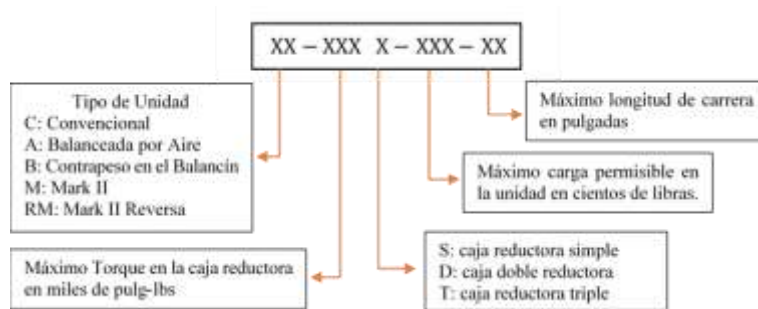 XX – XXX X – XXX – XX
Tipo de Unidad
C: Convencional
A: Balanceada por Aire
B: Contrapeso en el Balancín
M: Mark II
RM: Mark II Reversa
Máximo longitud de carrera
en pulgadas
Máximo carga permisible en
la unidad en cientos de libras.
Máximo Torque en la caja reductora
en miles de pulg-lbs
S: caja reductora simple
D: caja doble reductora
T: caja reductora triple